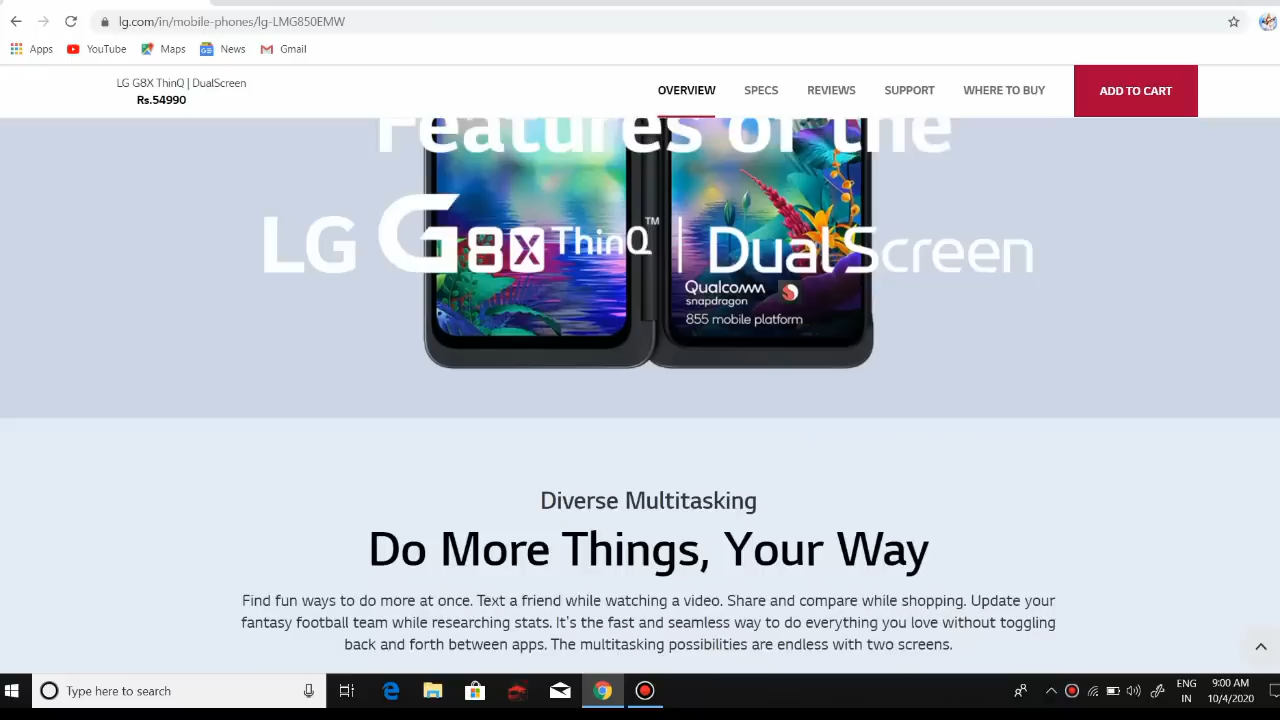 lg.com/in/mobile-phones/lg-LMG850EMW
Apps YouTube Maps News Gmail
LG G8X ThinQ | DualScreen
Rs.54990
OVERVIEW SPECS REVIEWS SUPPORT WHERE TO BUY ADD TO CART
Features of the
LG G8X ThinQ™ | DualScreen
Qualcomm
snapdragon
855 mobile platform
Diverse Multitasking
Do More Things, Your Way
Find fun ways to do more at once. Text a friend while watching a video. Share and compare while shopping. Update your
fantasy football team while researching stats. It's the fast and seamless way to do everything you love without toggling
back and forth between apps. The multitasking possibilities are endless with two screens.
Type here to search
ENG
IN
9:00 AM
10/4/2020